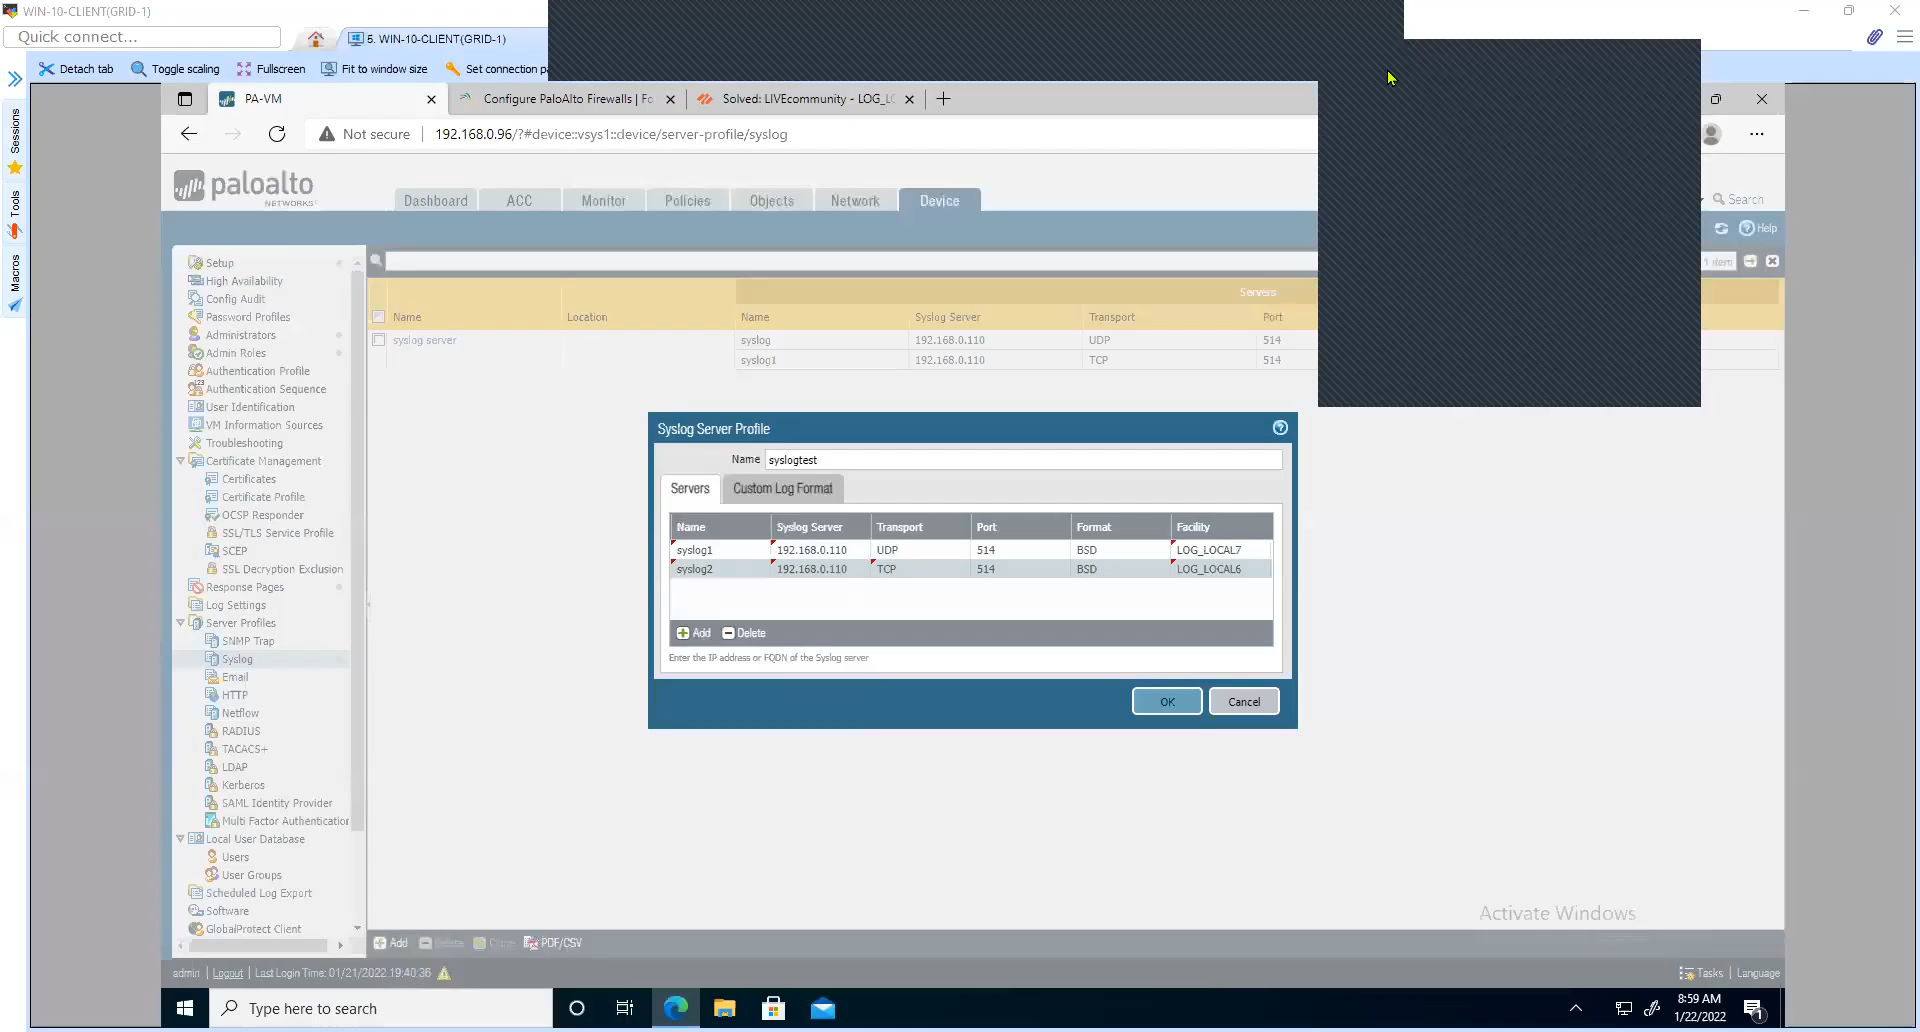 WIN-10-CLIENT(GRID-1)
Quick connect...
5. WIN-10-CLIENT(GRID-1)
Detach tab
Toggle scaling
Fullscreen
Fit to window size
Set connection pa
Sessions
Tools
Macros
PA-VM
Configure PaloAlto Firewalls | Fo
Solved: LIVEcommunity - LOG_LO
Not secure
192.168.0.96/?#device::vsys1::device/server-profile/syslog
paloalto
NETWORKS
Dashboard
ACC
Monitor
Policies
Objects
Network
Device
Search
Help
1 item
Servers
Name
Location
Name
Syslog Server
Transport
Port
syslog server
syslog
192.168.0.110
UDP
514
syslog1
192.168.0.110
TCP
514
Setup
High Availability
Config Audit
Password Profiles
Administrators
Admin Roles
Authentication Profile
Authentication Sequence
User Identification
VM Information Sources
Troubleshooting
Certificate Management
Certificates
Certificate Profile
OCSP Responder
SSL/TLS Service Profile
SCEP
SSL Decryption Exclusion
Response Pages
Log Settings
Server Profiles
SNMP Trap
Syslog
Email
HTTP
Netflow
RADIUS
TACACS+
LDAP
Kerberos
SAML Identity Provider
Multi Factor Authentication
Local User Database
Users
User Groups
Scheduled Log Export
Software
GlobalProtect Client
Syslog Server Profile
Name syslogtest
Servers
Custom Log Format
Name
Syslog Server
Transport
Port
Format
Facility
syslog1
192.168.0.110
UDP
514
BSD
LOG_LOCAL7
syslog2
192.168.0.110
TCP
514
BSD
LOG_LOCAL6
Add
Delete
Enter the IP address or FQDN of the Syslog server
OK
Cancel
Activate Windows
Add
Delete
Clone
PDF/CSV
admin | Logout | Last Login Time: 01/21/2022 19:40:36
Tasks | Language
Type here to search
8:59 AM
1/22/2022
1